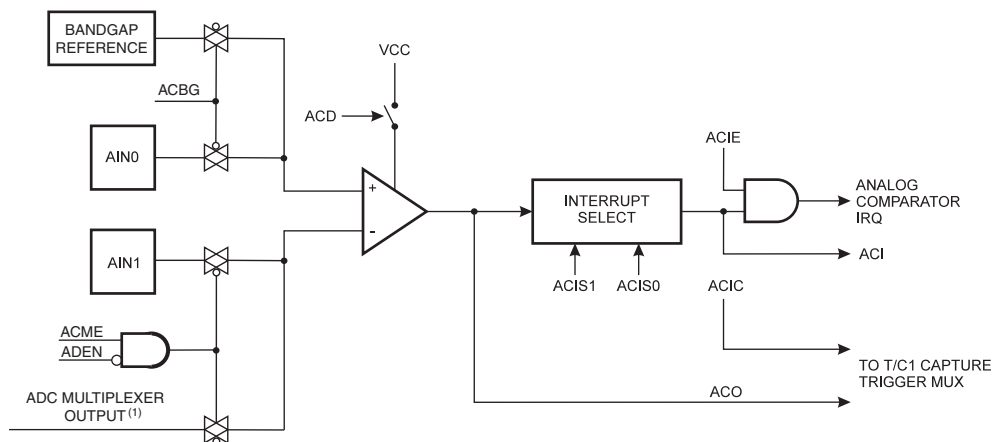 BANDGAP
REFERENCE
ACBG
VCC
ACD
AIN0
+
-
ACIE
INTERRUPT
SELECT
ANALOG
COMPARATOR
IRQ
AIN1
ACI
ACIS1
ACIS0
ACIC
ACME
ADEN
TO T/C1 CAPTURE
TRIGGER MUX
ADC MULTIPLEXER
OUTPUT(1)
ACO